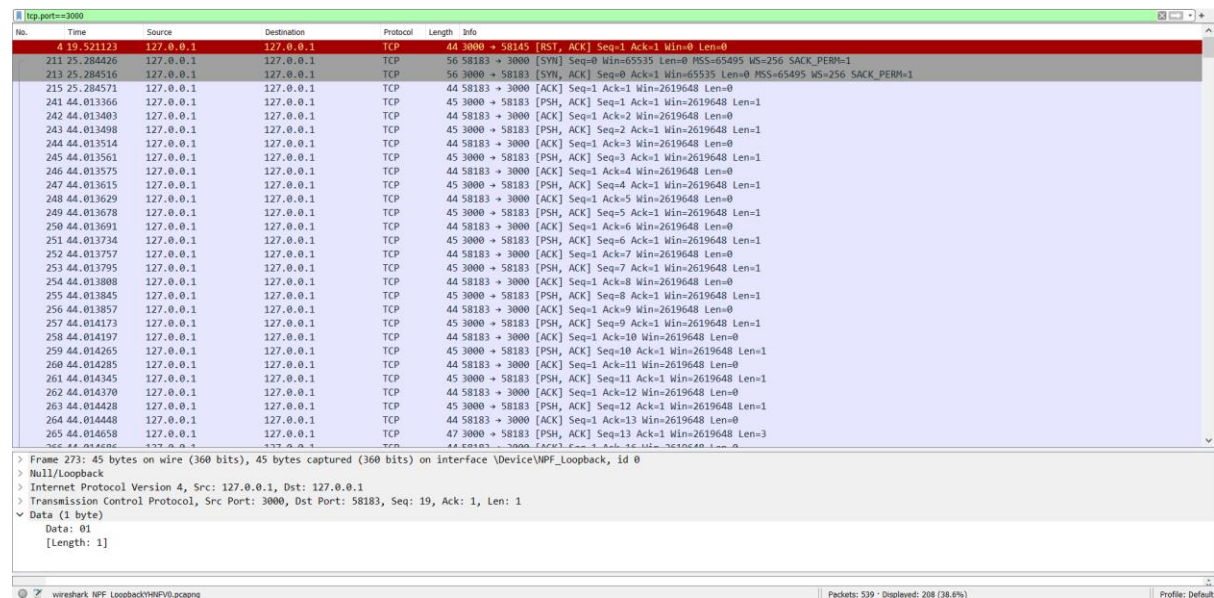 tcp.port==3000
No. Time Source Destination Protocol Length Info
4 19.521123 127.0.0.1 127.0.0.1 TCP 44 3000 → 58145 [RST, ACK] Seq=1 Ack=1 Win=0 Len=0
211 25.284426 127.0.0.1 127.0.0.1 TCP 56 58183 → 3000 [SYN] Seq=0 Win=65535 Len=0 MSS=65495 WS=256 SACK_PERM=1
213 25.284516 127.0.0.1 127.0.0.1 TCP 56 3000 → 58183 [SYN, ACK] Seq=0 Ack=1 Win=65535 Len=0 MSS=65495 WS=256 SACK_PERM=1
215 25.284571 127.0.0.1 127.0.0.1 TCP 44 58183 → 3000 [ACK] Seq=1 Ack=1 Win=2619648 Len=0
241 44.013366 127.0.0.1 127.0.0.1 TCP 45 3000 → 58183 [PSH, ACK] Seq=1 Ack=1 Win=2619648 Len=1
242 44.013403 127.0.0.1 127.0.0.1 TCP 44 58183 → 3000 [ACK] Seq=1 Ack=2 Win=2619648 Len=0
243 44.013498 127.0.0.1 127.0.0.1 TCP 45 3000 → 58183 [PSH, ACK] Seq=2 Ack=1 Win=2619648 Len=1
244 44.013514 127.0.0.1 127.0.0.1 TCP 44 58183 → 3000 [ACK] Seq=1 Ack=3 Win=2619648 Len=0
245 44.013561 127.0.0.1 127.0.0.1 TCP 45 3000 → 58183 [PSH, ACK] Seq=3 Ack=1 Win=2619648 Len=1
246 44.013575 127.0.0.1 127.0.0.1 TCP 44 58183 → 3000 [ACK] Seq=1 Ack=4 Win=2619648 Len=0
247 44.013615 127.0.0.1 127.0.0.1 TCP 45 3000 → 58183 [PSH, ACK] Seq=4 Ack=1 Win=2619648 Len=1
248 44.013629 127.0.0.1 127.0.0.1 TCP 44 58183 → 3000 [ACK] Seq=1 Ack=5 Win=2619648 Len=0
249 44.013678 127.0.0.1 127.0.0.1 TCP 45 3000 → 58183 [PSH, ACK] Seq=5 Ack=1 Win=2619648 Len=1
250 44.013691 127.0.0.1 127.0.0.1 TCP 44 58183 → 3000 [ACK] Seq=1 Ack=6 Win=2619648 Len=0
251 44.013734 127.0.0.1 127.0.0.1 TCP 45 3000 → 58183 [PSH, ACK] Seq=6 Ack=1 Win=2619648 Len=1
252 44.013757 127.0.0.1 127.0.0.1 TCP 44 58183 → 3000 [ACK] Seq=1 Ack=7 Win=2619648 Len=0
253 44.013795 127.0.0.1 127.0.0.1 TCP 45 3000 → 58183 [PSH, ACK] Seq=7 Ack=1 Win=2619648 Len=1
254 44.013808 127.0.0.1 127.0.0.1 TCP 44 58183 → 3000 [ACK] Seq=1 Ack=8 Win=2619648 Len=0
255 44.013845 127.0.0.1 127.0.0.1 TCP 45 3000 → 58183 [PSH, ACK] Seq=8 Ack=1 Win=2619648 Len=1
256 44.013857 127.0.0.1 127.0.0.1 TCP 44 58183 → 3000 [ACK] Seq=1 Ack=9 Win=2619648 Len=0
257 44.014173 127.0.0.1 127.0.0.1 TCP 45 3000 → 58183 [PSH, ACK] Seq=9 Ack=1 Win=2619648 Len=1
258 44.014197 127.0.0.1 127.0.0.1 TCP 44 58183 → 3000 [ACK] Seq=1 Ack=10 Win=2619648 Len=0
259 44.014265 127.0.0.1 127.0.0.1 TCP 45 3000 → 58183 [PSH, ACK] Seq=10 Ack=1 Win=2619648 Len=1
260 44.014285 127.0.0.1 127.0.0.1 TCP 44 58183 → 3000 [ACK] Seq=1 Ack=11 Win=2619648 Len=0
261 44.014345 127.0.0.1 127.0.0.1 TCP 45 3000 → 58183 [PSH, ACK] Seq=11 Ack=1 Win=2619648 Len=1
262 44.014370 127.0.0.1 127.0.0.1 TCP 44 58183 → 3000 [ACK] Seq=1 Ack=12 Win=2619648 Len=0
263 44.014428 127.0.0.1 127.0.0.1 TCP 45 3000 → 58183 [PSH, ACK] Seq=12 Ack=1 Win=2619648 Len=1
264 44.014448 127.0.0.1 127.0.0.1 TCP 44 58183 → 3000 [ACK] Seq=1 Ack=13 Win=2619648 Len=0
265 44.014658 127.0.0.1 127.0.0.1 TCP 47 3000 → 58183 [PSH, ACK] Seq=13 Ack=1 Win=2619648 Len=3
266 44.014686 127.0.0.1 127.0.0.1 TCP 44 58183 → 3000 [ACK] Seq=1 Ack=16 Win=2619648 Len=0
Frame 273: 45 bytes on wire (360 bits), 45 bytes captured (360 bits) on interface \Device\NPF_Loopback, id 0
Null/Loopback
Internet Protocol Version 4, Src: 127.0.0.1, Dst: 127.0.0.1
Transmission Control Protocol, Src Port: 3000, Dst Port: 58183, Seq: 19, Ack: 1, Len: 1
Data (1 byte)
Data: 01
[Length: 1]
wireshark_NPF_LoopbackYHNFV0.pcapng Packets: 539 · Displayed: 208 (38.6%) Profile: Default